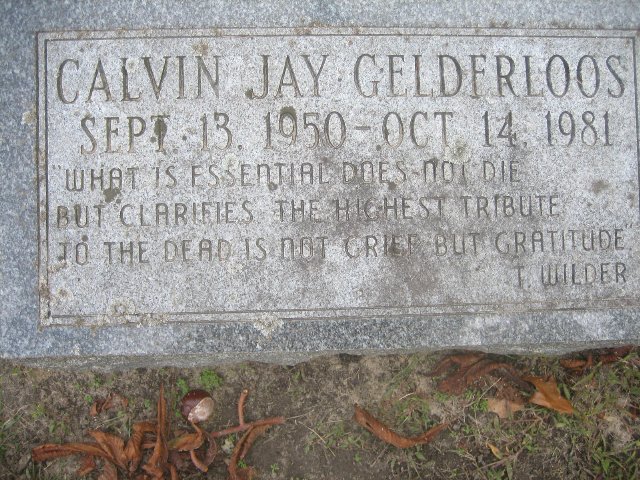 CALVIN JAY GELDERLOOS
SEPT. 13, 1950 - OCT 14, 1981
"WHAT IS ESSENTIAL DOES NOT DIE
BUT CLARIFIES THE HIGHEST TRIBUTE
TO THE DEAD IS NOT GRIEF BUT GRATITUDE"
T. WILDER